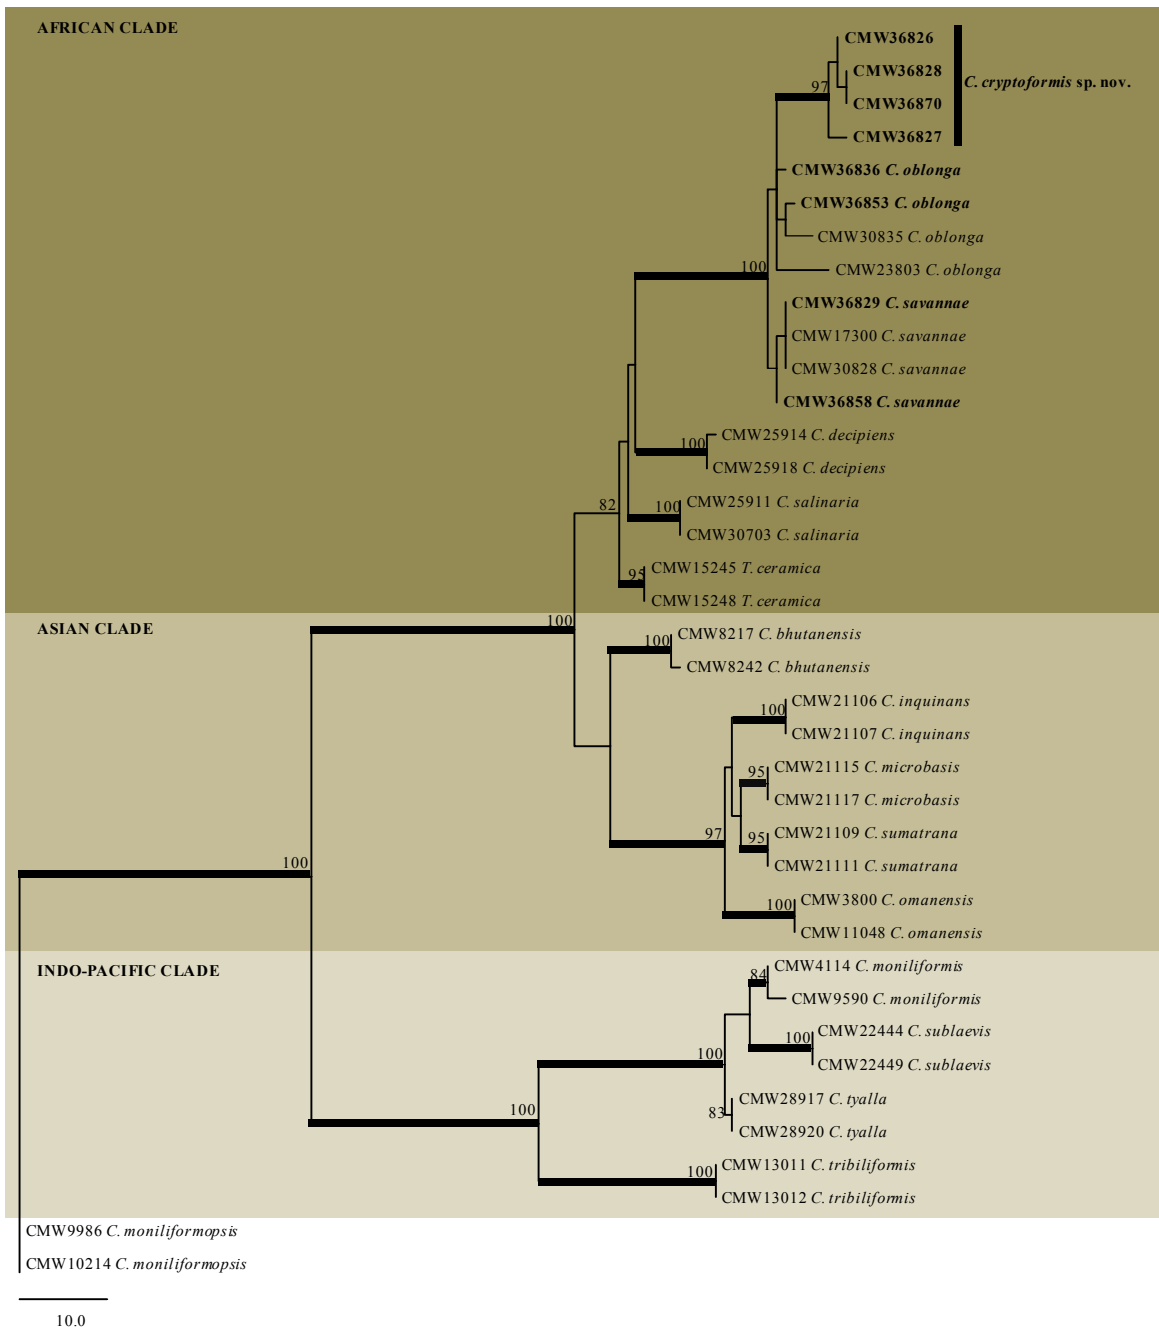 AFRICAN CLADE
CMW36826
CMW36828
97
C. cryptoformis sp. nov.
CMW36870
CMW36827
CMW36836 C. oblonga
CMW36853 C. oblonga
CMW30835 C. oblonga
100
CMW23803 C. oblonga
CMW36829 C. savannae
CMW17300 C. savannae
CMW30828 C. savannae
CMW36858 C. savannae
CMW25914 C. decipiens
100
CMW25918 C. decipiens
CMW25911 C. salinaria
82
100
CMW30703 C. salinaria
CMW15245 T. ceramica
95
CMW15248 T. ceramica
100
ASIAN CLADE
CMW8217 C. bhutanensis
100
CMW8242 C. bhutanensis
CMW21106 C. inquinans
100
CMW21107 C. inquinans
CMW21115 C. microbasis
95
CMW21117 C. microbasis
CMW21109 C. sumatrana
97
95
CMW21111 C. sumatrana
100
CMW3800 C. omanensis
100
CMW11048 C. omanensis
INDO-PACIFIC CLADE
CMW4114 C. moniliformis
84
CMW9590 C. moniliformis
CMW22444 C. sublaevis
100
100
CMW22449 C. sublaevis
CMW28917 C. tyalla
100
83
CMW28920 C. tyalla
CMW13011 C. tribiliformis
100
CMW13012 C. tribiliformis
CMW9986 C. moniliformopsis
CMW10214 C. moniliformopsis
10.0